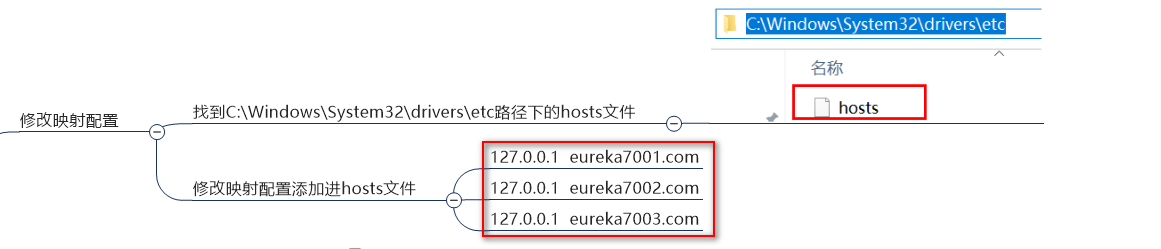 C:\Windows\System32\drivers\etc
名称
hosts
修改映射配置
找到C:\Windows\System32\drivers\etc路径下的hosts文件
修改映射配置添加进hosts文件
127.0.0.1 eureka7001.com
127.0.0.1 eureka7002.com
127.0.0.1 eureka7003.com